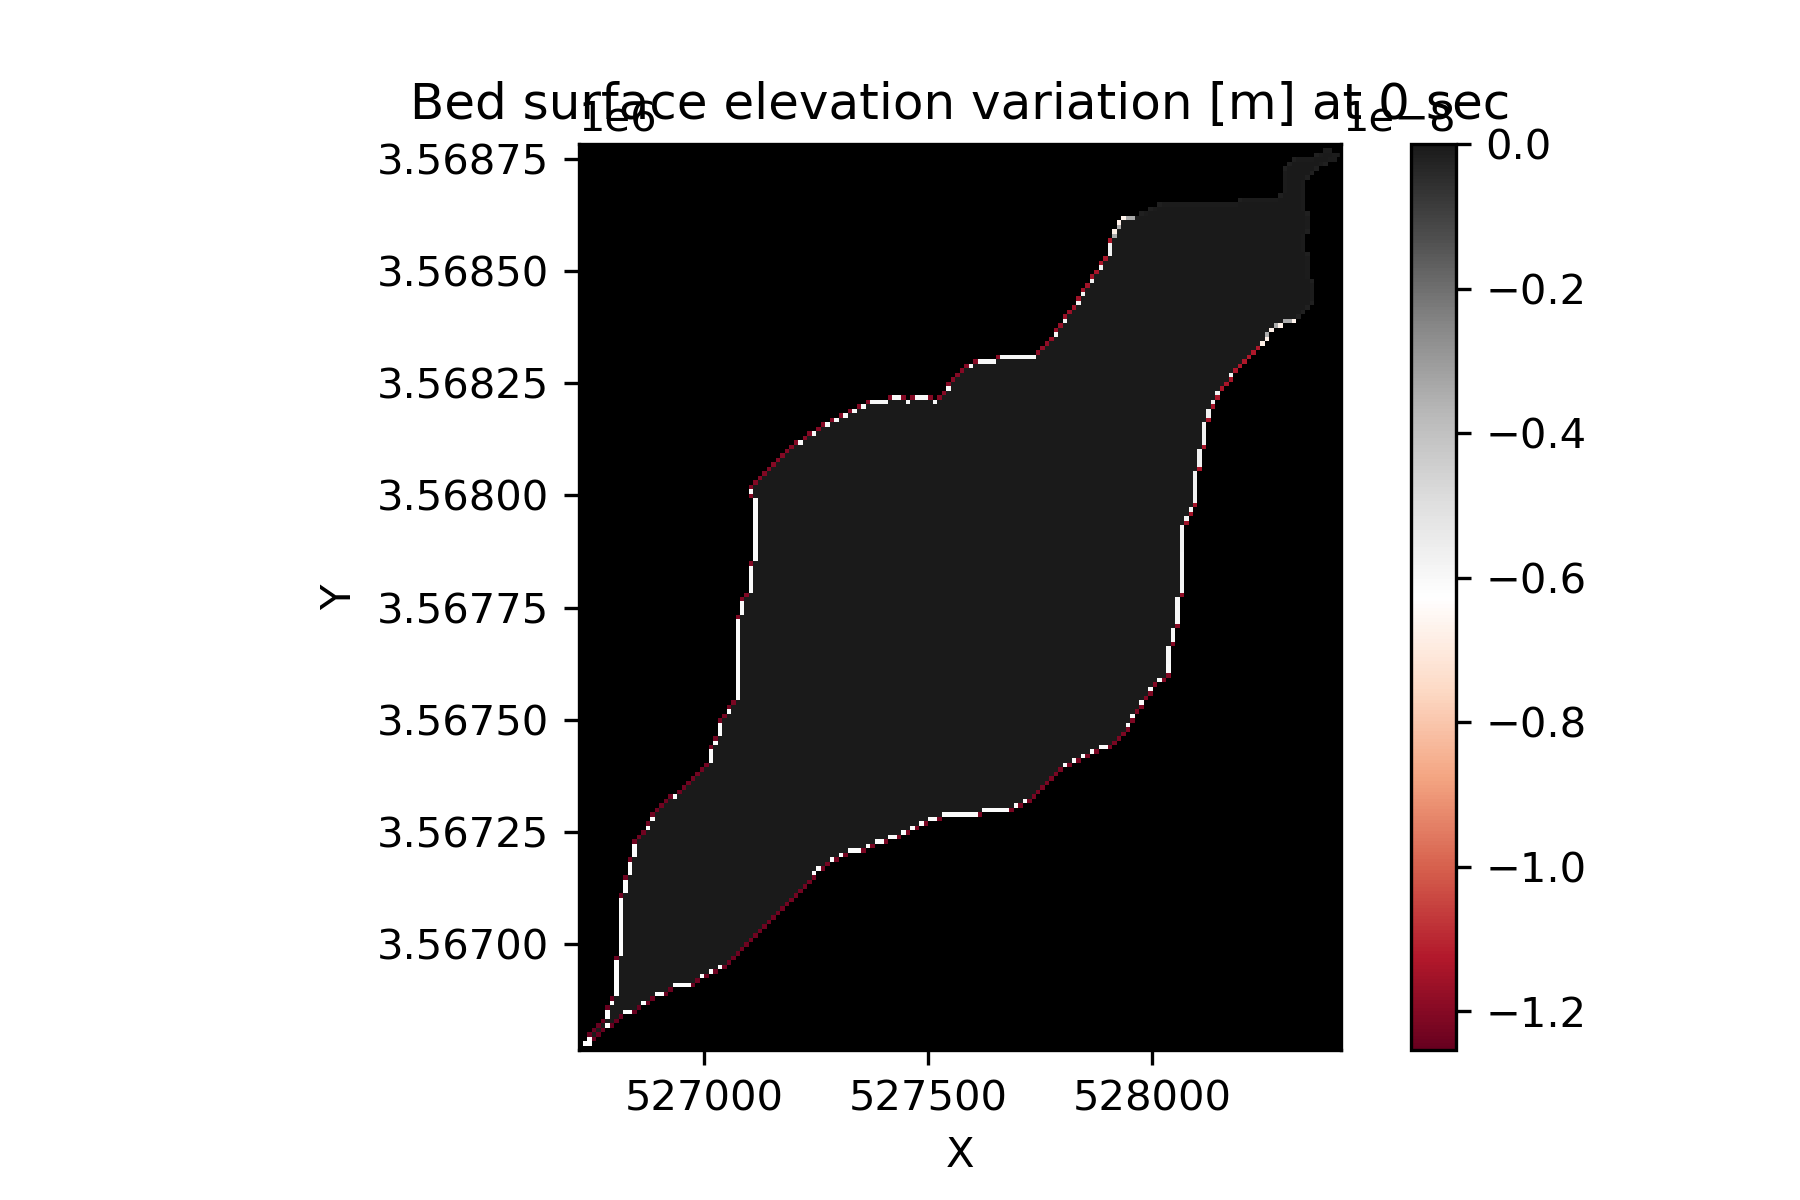 Bed surface elevation variation [m] at 0 sec
1e6
1e−8
3.56875
3.56850
3.56825
3.56800
3.56775
3.56750
3.56725
3.56700
Y
527000 527500 528000
X
0.0
−0.2
−0.4
−0.6
−0.8
−1.0
−1.2